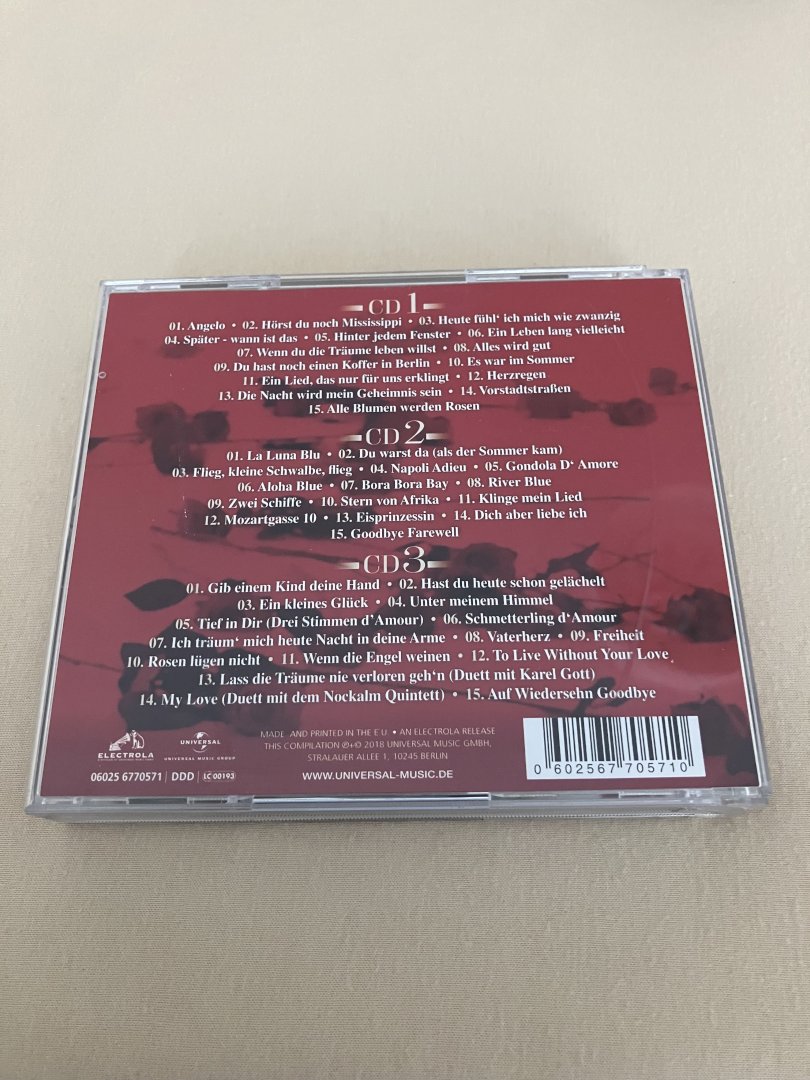 CD 1
01. Angelo • 02. Hörst du noch Mississippi • 03. Heute fühl‘ ich mich wie zwanzig
04. Später - wann ist das • 05. Hinter jedem Fenster • 06. Ein Leben lang vielleicht
07. Wenn du die Träume leben willst • 08. Alles wird gut
09. Du hast noch einen Koffer in Berlin • 10. Es war im Sommer
11. Ein Lied, das nur für uns erklingt • 12. Herzregen
13. Die Nacht wird mein Geheimnis sein • 14. Vorstadtstraßen
15. Alle Blumen werden Rosen
CD 2
01. La Luna Blu • 02. Du warst da (als der Sommer kam)
03. Flieg, kleine Schwalbe, flieg • 04. Napoli Adieu • 05. Gondola D‘ Amore
06. Aloha Blue • 07. Bora Bora Bay • 08. River Blue
09. Zwei Schiffe • 10. Stern von Afrika • 11. Klinge mein Lied
12. Mozartgasse 10 • 13. Eisprinzessin • 14. Dich aber liebe ich
15. Goodbye Farewell
CD 3
01. Gib einem Kind deine Hand • 02. Hast du heute schon gelächelt
03. Ein kleines Glück • 04. Unter meinem Himmel
05. Tief in Dir (Drei Stimmen d’Amour) • 06. Schmetterling d‘Amour
07. Ich träum‘ mich heute Nacht in deine Arme • 08. Vaterherz • 09. Freiheit
10. Rosen lügen nicht • 11. Wenn die Engel weinen • 12. To Live Without Your Love
13. Lass die Träume nie verloren geh‘n (Duett mit Karel Gott)
14. My Love (Duett mit dem Nockalm Quintett) • 15. Auf Wiedersehn Goodbye
ELECTROLA
UNIVERSAL
UNIVERSAL MUSIC GROUP
06025 6770571 | DDD | LC 00193
MADE AND PRINTED IN THE E.U. • AN ELECTROLA RELEASE
THIS COMPILATION ℗+© 2018 UNIVERSAL MUSIC GMBH,
STRALAUER ALLEE 1, 10245 BERLIN
WWW.UNIVERSAL-MUSIC.DE
0 602567 705710